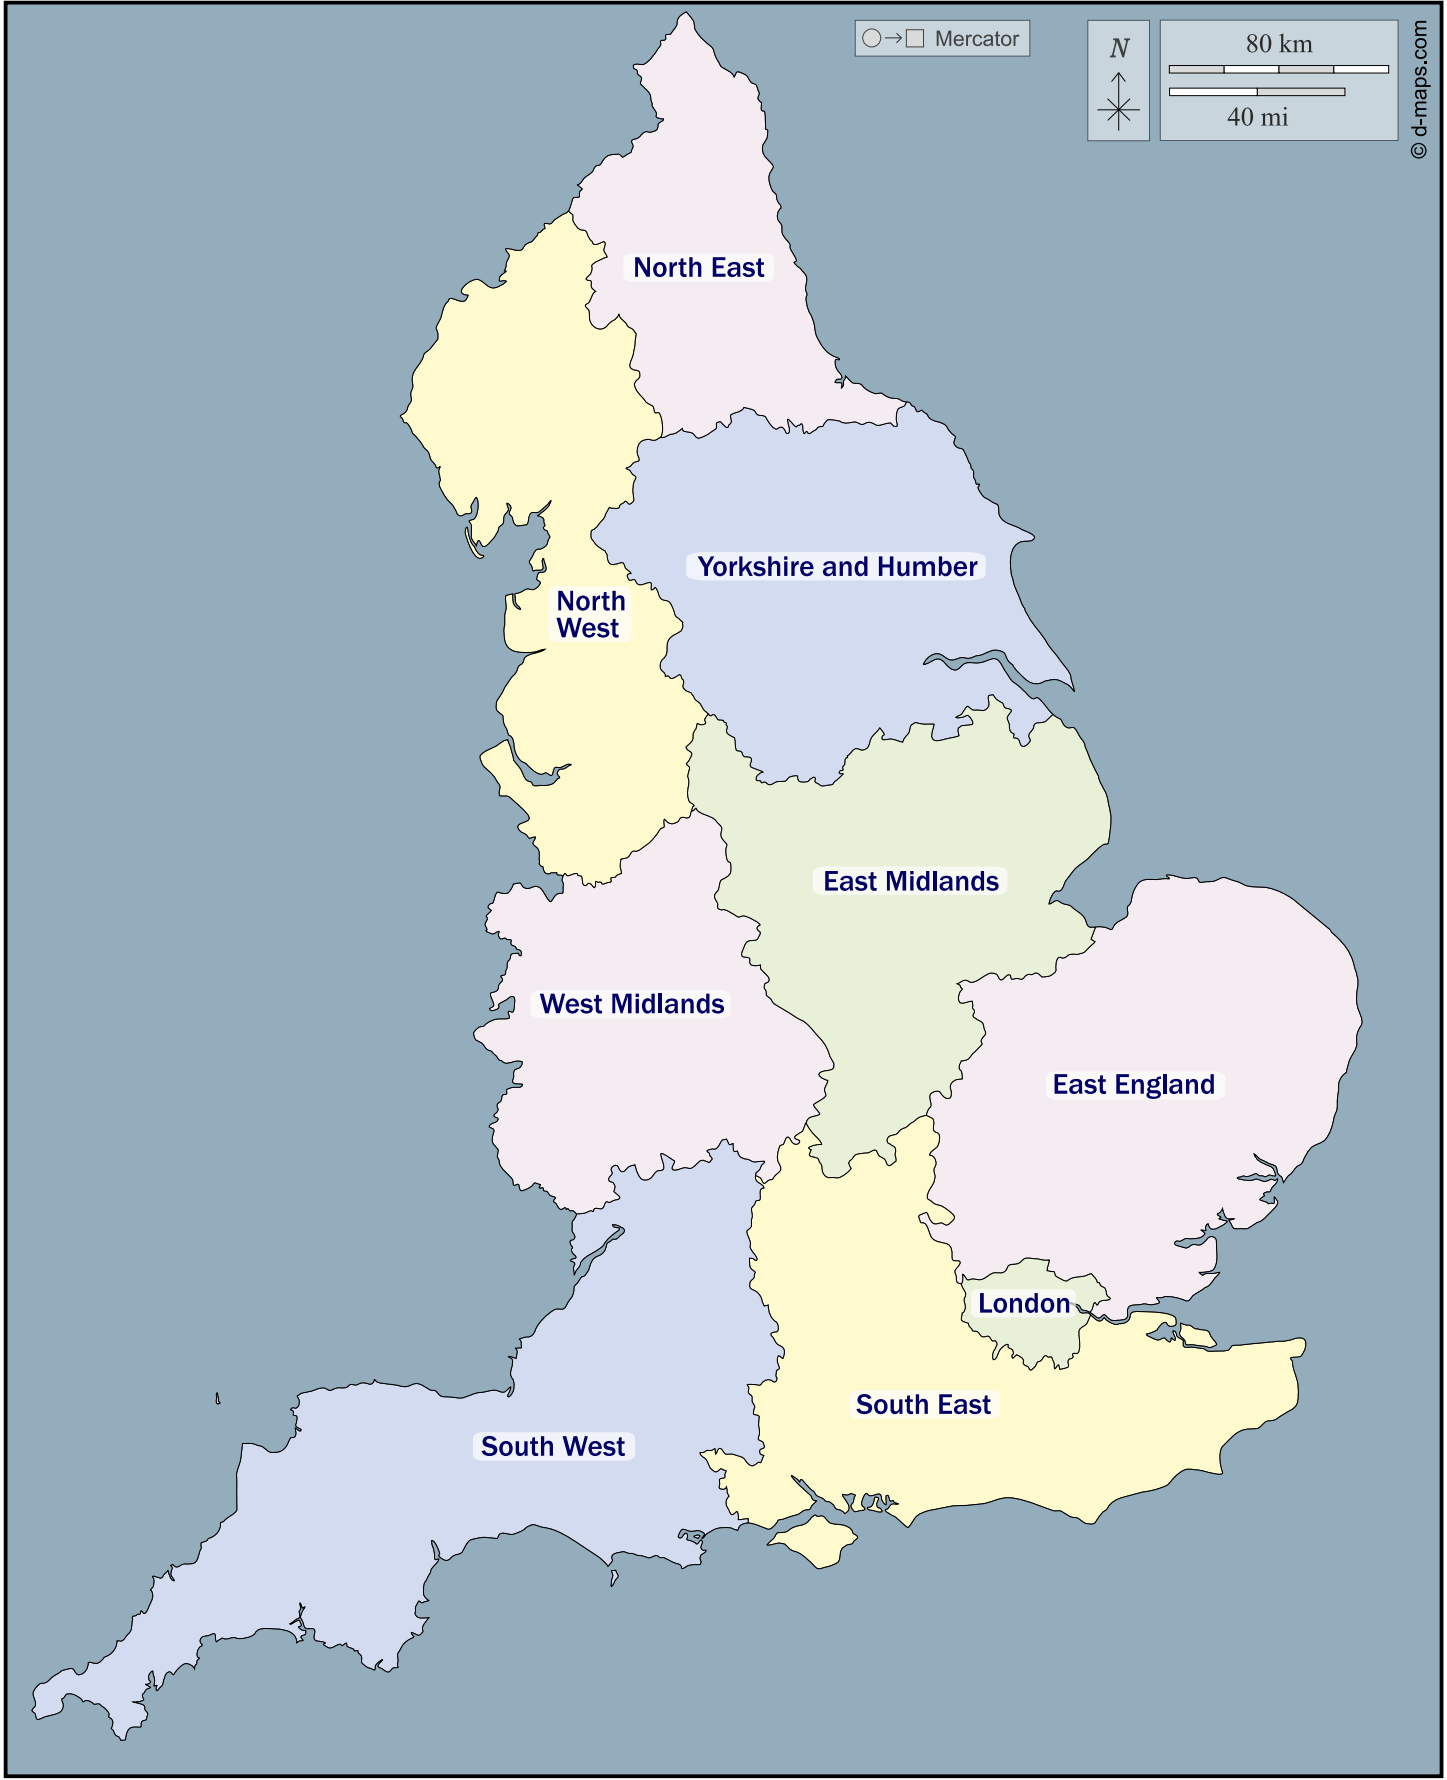 Mercator
N
80 km
40 mi
© d-maps.com
North East
Yorkshire and Humber
North
West
East Midlands
West Midlands
East England
London
South East
South West